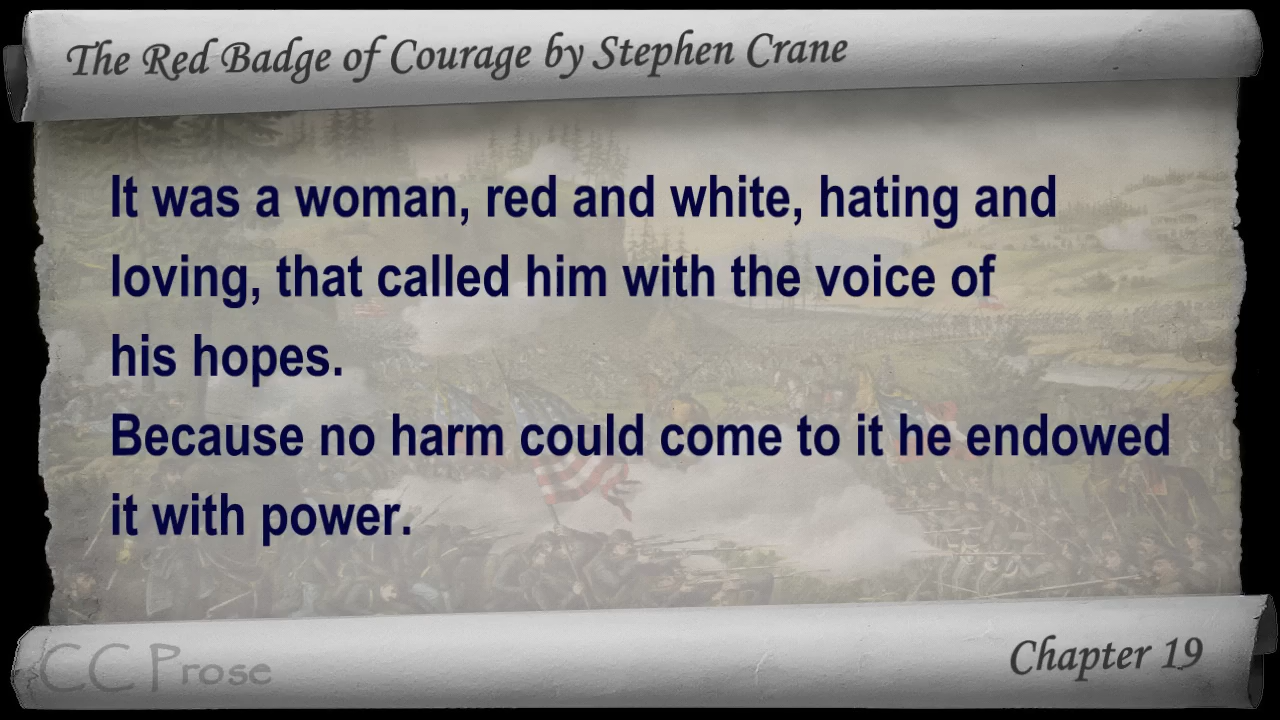 The Red Badge of Courage by Stephen Crane
It was a woman, red and white, hating and
loving, that called him with the voice of
his hopes.
Because no harm could come to it he endowed
it with power.
CC Prose
Chapter 19